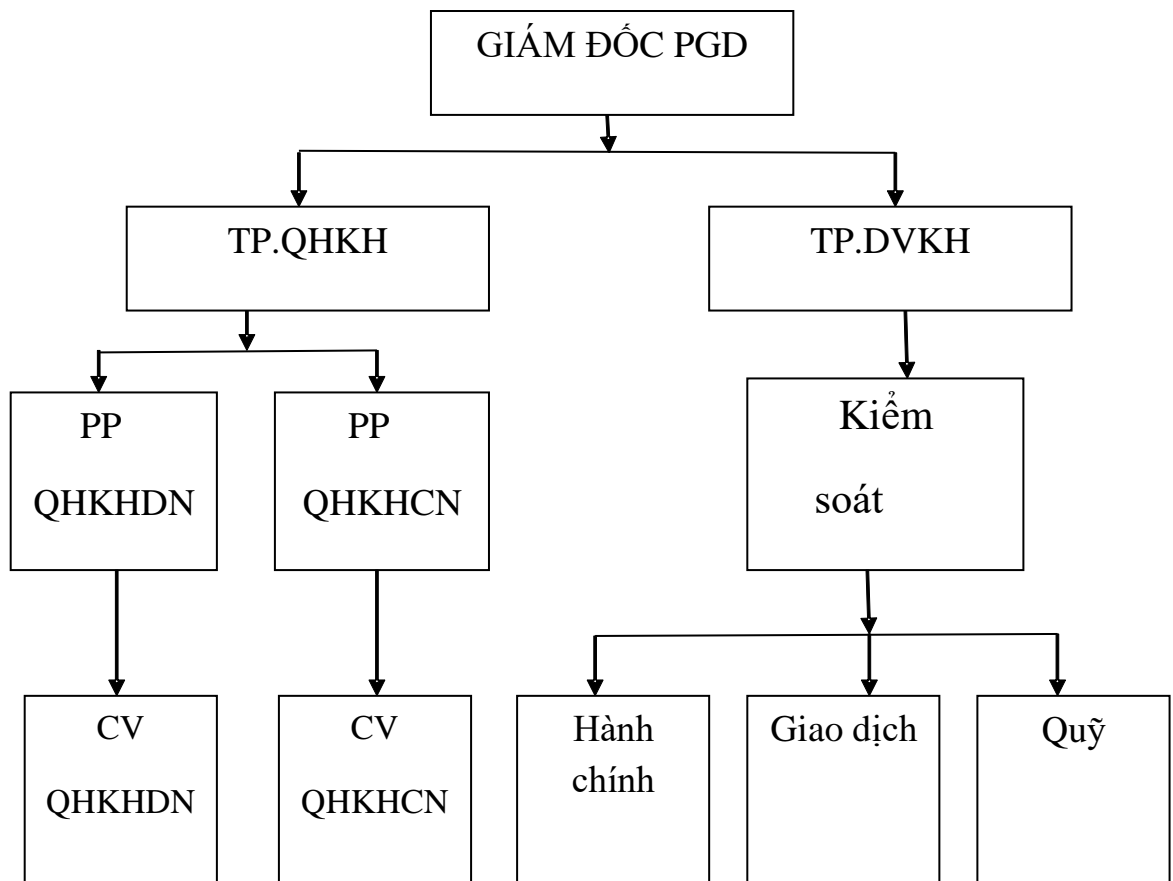 GIÁM ĐỐC PGD
TP.QHKH
TP.DVKH
PP
QHKHDN
PP
QHKHCN
Kiểm
soát
CV
QHKHDN
CV
QHKHCN
Hành
chính
Giao dịch
Quỹ